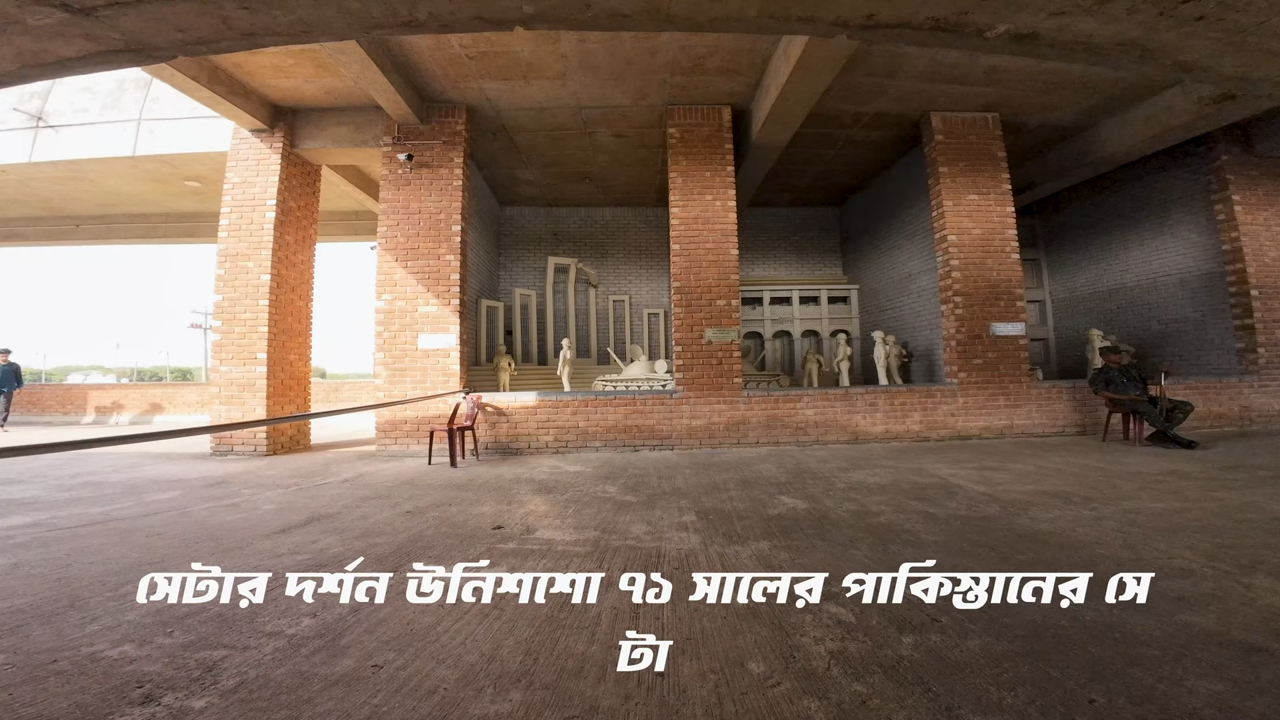 সেটার দর্শন উনিশশো ৭১ সালের পাকিস্তানের সে
টা